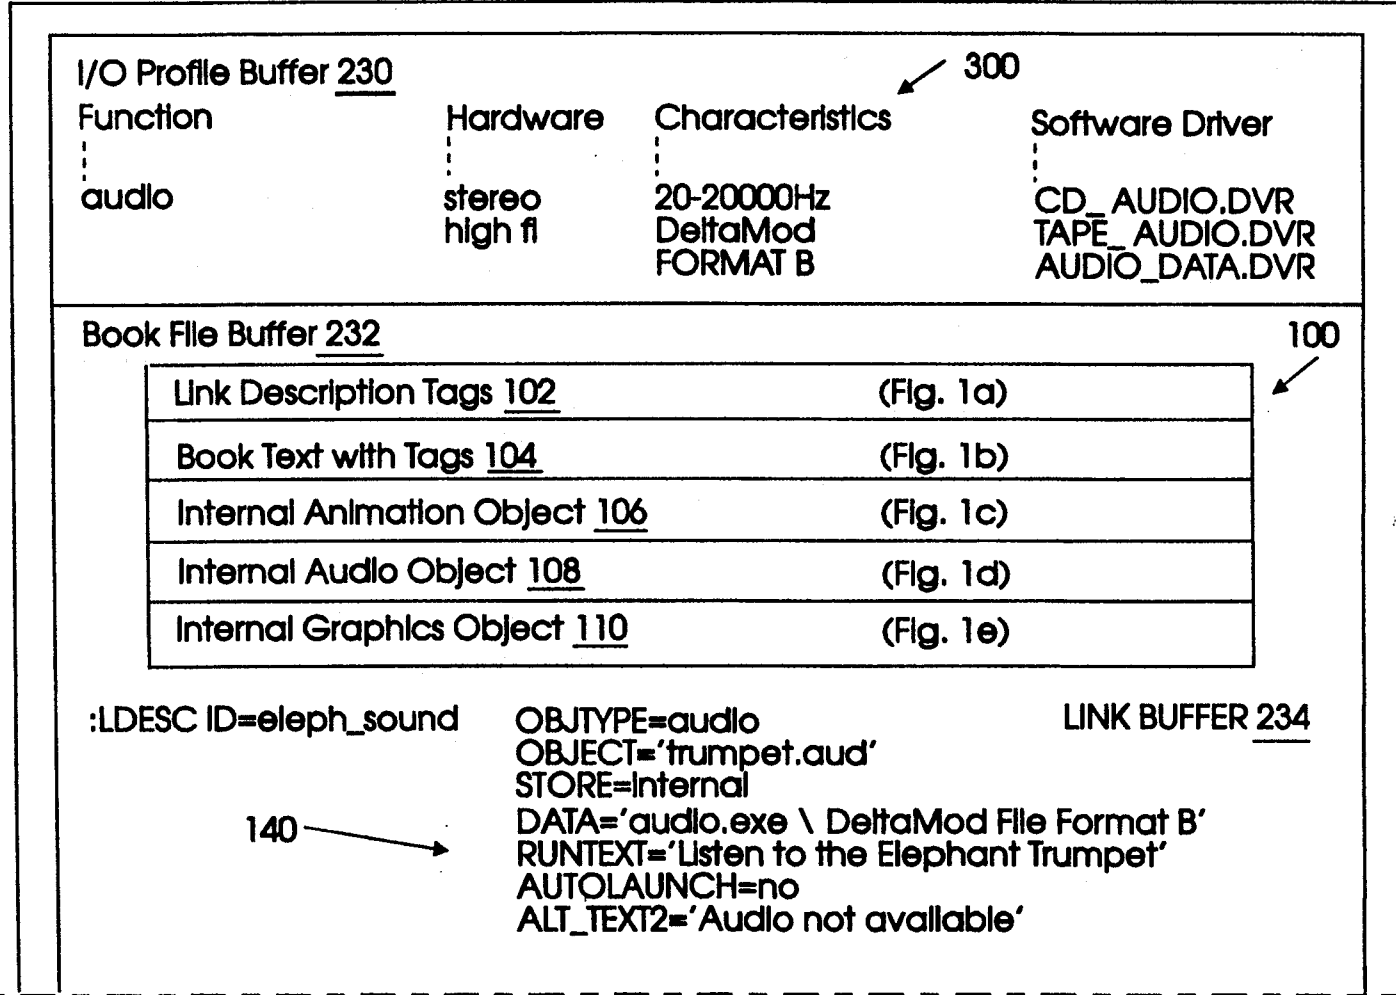 I/O Profile Buffer 230
300
Function Hardware Characteristics Software Driver
audio stereo 20-20000Hz CD_ AUDIO.DVR
high fi DeltaMod TAPE_ AUDIO.DVR
FORMAT B AUDIO_DATA.DVR
Book File Buffer 232
100
Link Description Tags 102 (Fig. 1a)
Book Text with Tags 104 (Fig. 1b)
Internal Animation Object 106 (Fig. 1c)
Internal Audio Object 108 (Fig. 1d)
Internal Graphics Object 110 (Fig. 1e)
:LDESC ID=eleph_sound OBJTYPE=audio LINK BUFFER 234
OBJECT='trumpet.aud'
STORE=Internal
140 DATA='audio.exe \ DeltaMod File Format B'
RUNTEXT='Listen to the Elephant Trumpet'
AUTOLAUNCH=no
ALT_TEXT2='Audio not available'